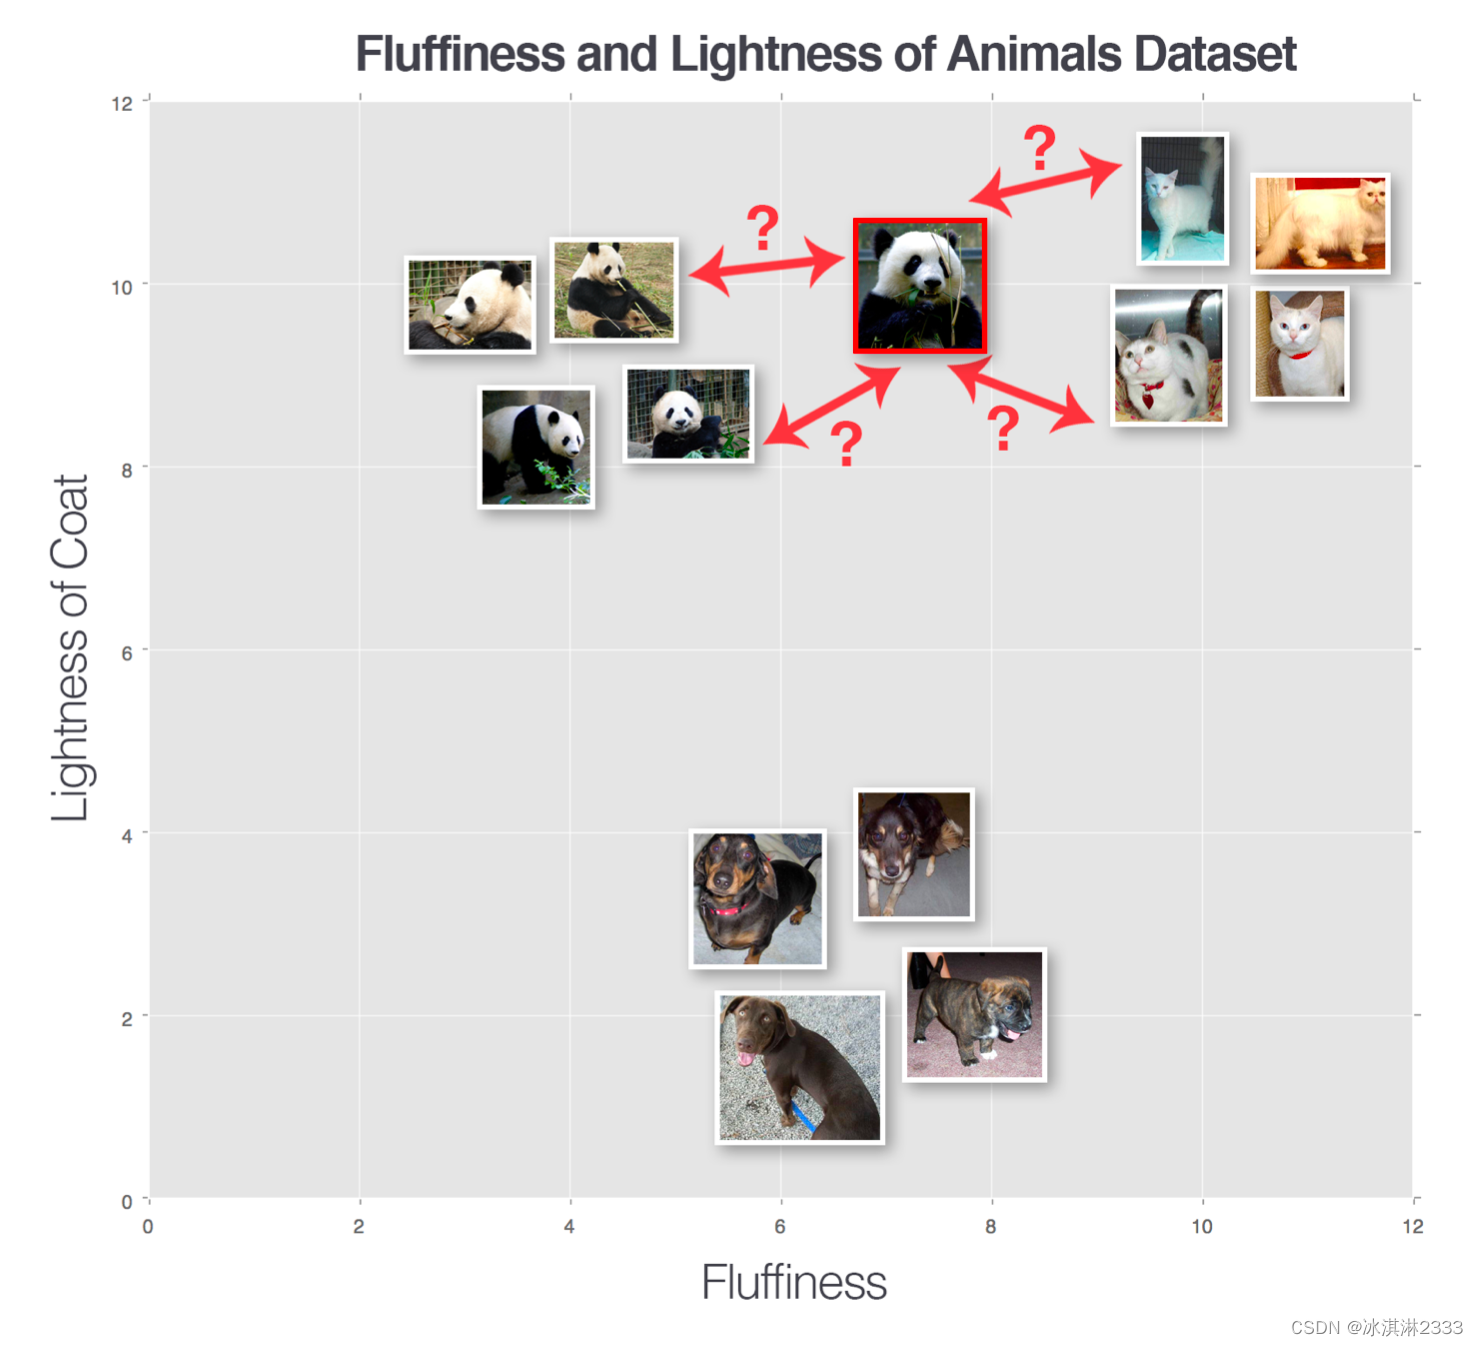 Fluffiness and Lightness of Animals Dataset
12
10
8
6
4
2
0
Lightness of Coat
?
?
?
?
0 2 4 6 8 10 12
Fluffiness
CSDN @冰淇淋2333